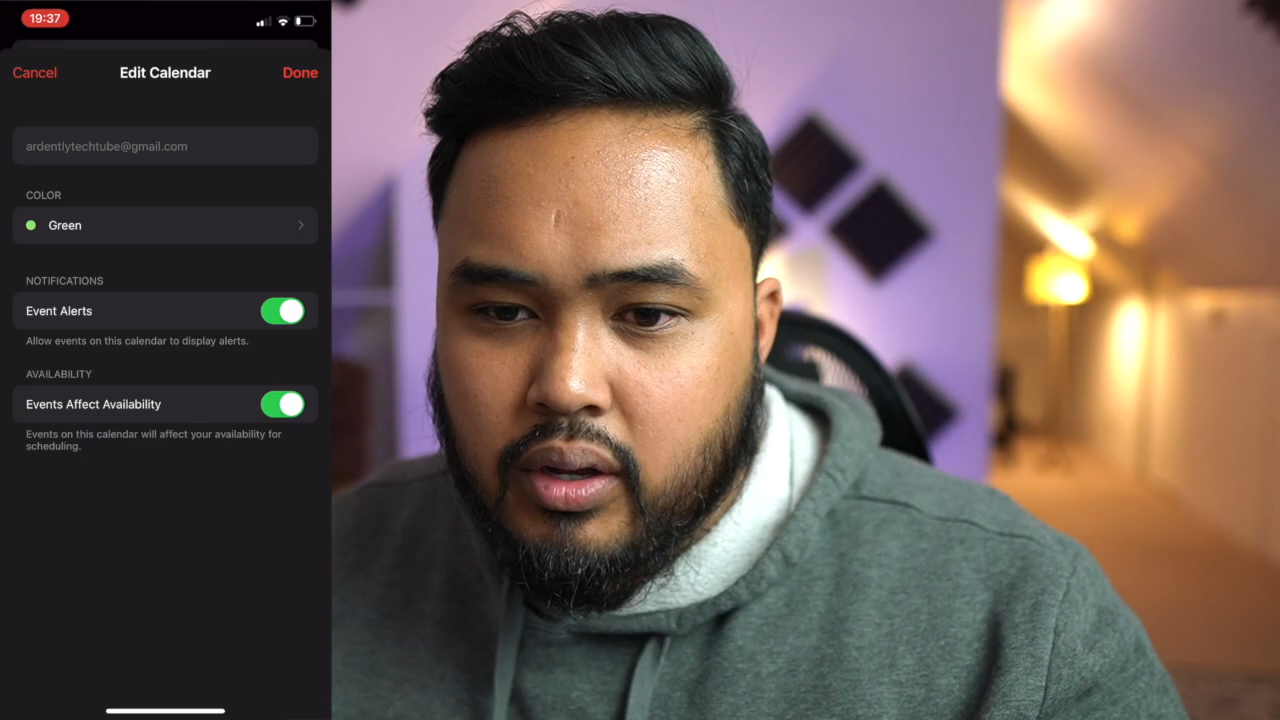 19:37
Cancel
Edit Calendar
Done
ardentlytechtube@gmail.com
COLOR
Green
NOTIFICATIONS
Event Alerts
Allow events on this calendar to display alerts.
AVAILABILITY
Events Affect Availability
Events on this calendar will affect your availability for
scheduling.